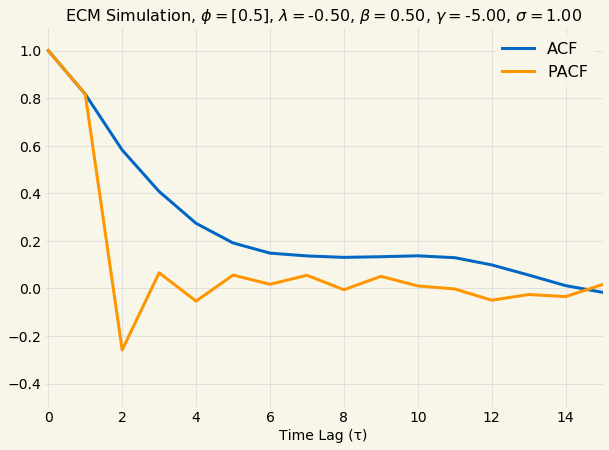 ECM Simulation, ϕ = [0.5], λ = -0.50, β = 0.50, γ = -5.00, σ = 1.00
ACF
PACF
1.0
0.8
0.6
0.4
0.2
0.0
−0.2
−0.4
0 2 4 6 8 10 12 14
Time Lag (τ)